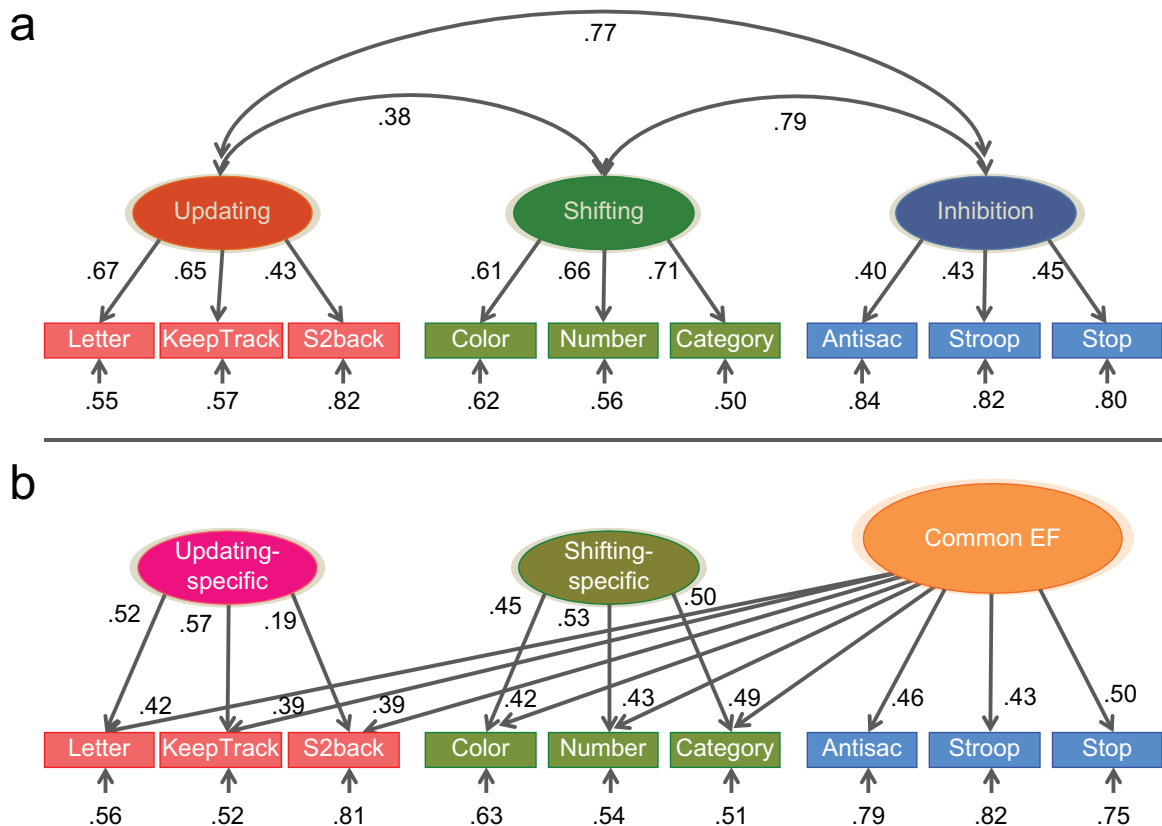 a
.77
.38
.79
Updating
Shifting
Inhibition
.67
.65
.43
.61
.66
.71
.40
.43
.45
Letter
KeepTrack
S2back
Color
Number
Category
Antisac
Stroop
Stop
.55
.57
.82
.62
.56
.50
.84
.82
.80
b
Updating-
specific
Shifting-
specific
Common EF
.52
.57
.19
.45
.53
.50
.42
.39
.39
.42
.43
.49
.46
.43
.50
Letter
KeepTrack
S2back
Color
Number
Category
Antisac
Stroop
Stop
.56
.52
.81
.63
.54
.51
.79
.82
.75